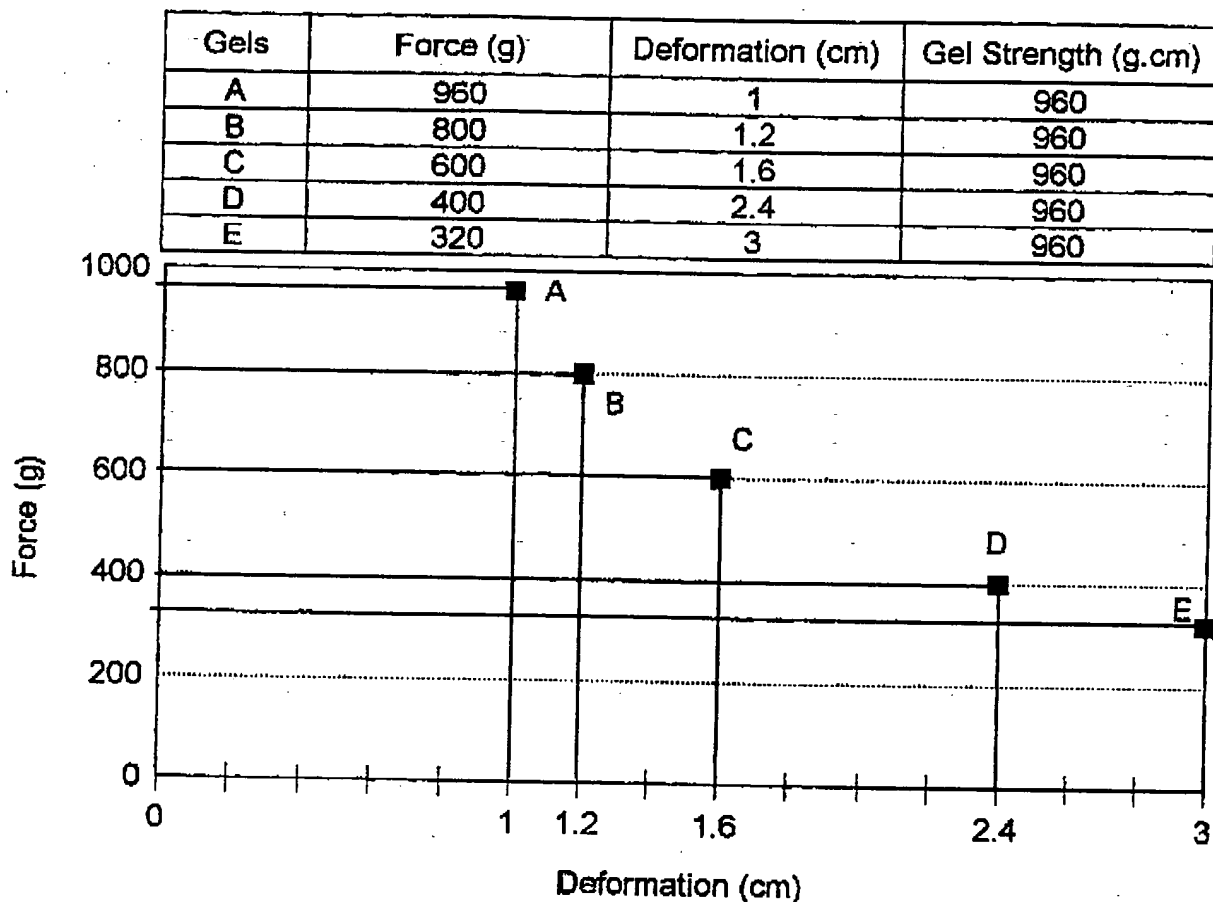 Gels Force (g) Deformation (cm) Gel Strength (g.cm)
A 960 1 960
B 800 1.2 960
C 600 1.6 960
D 400 2.4 960
E 320 3 960
1000
A
800
B
C
600
D
400
E
200
0
0 1 1.2 1.6 2.4 3
Force (g)
Deformation (cm)